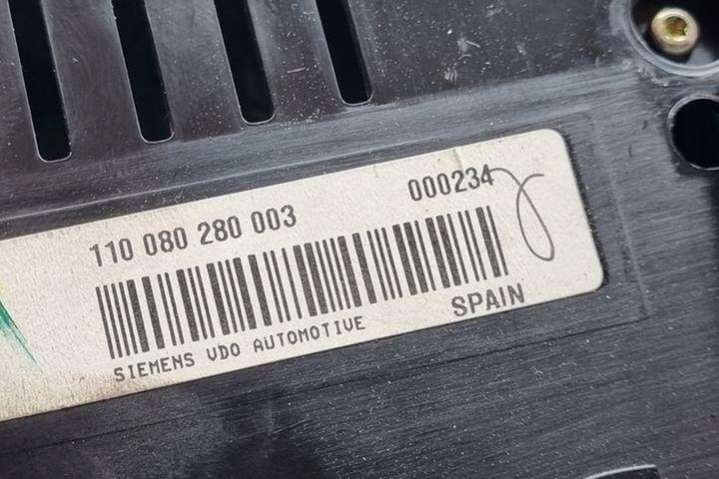 110 080 280 003 000234
SIEMENS VDO AUTOMOTIVE SPAIN